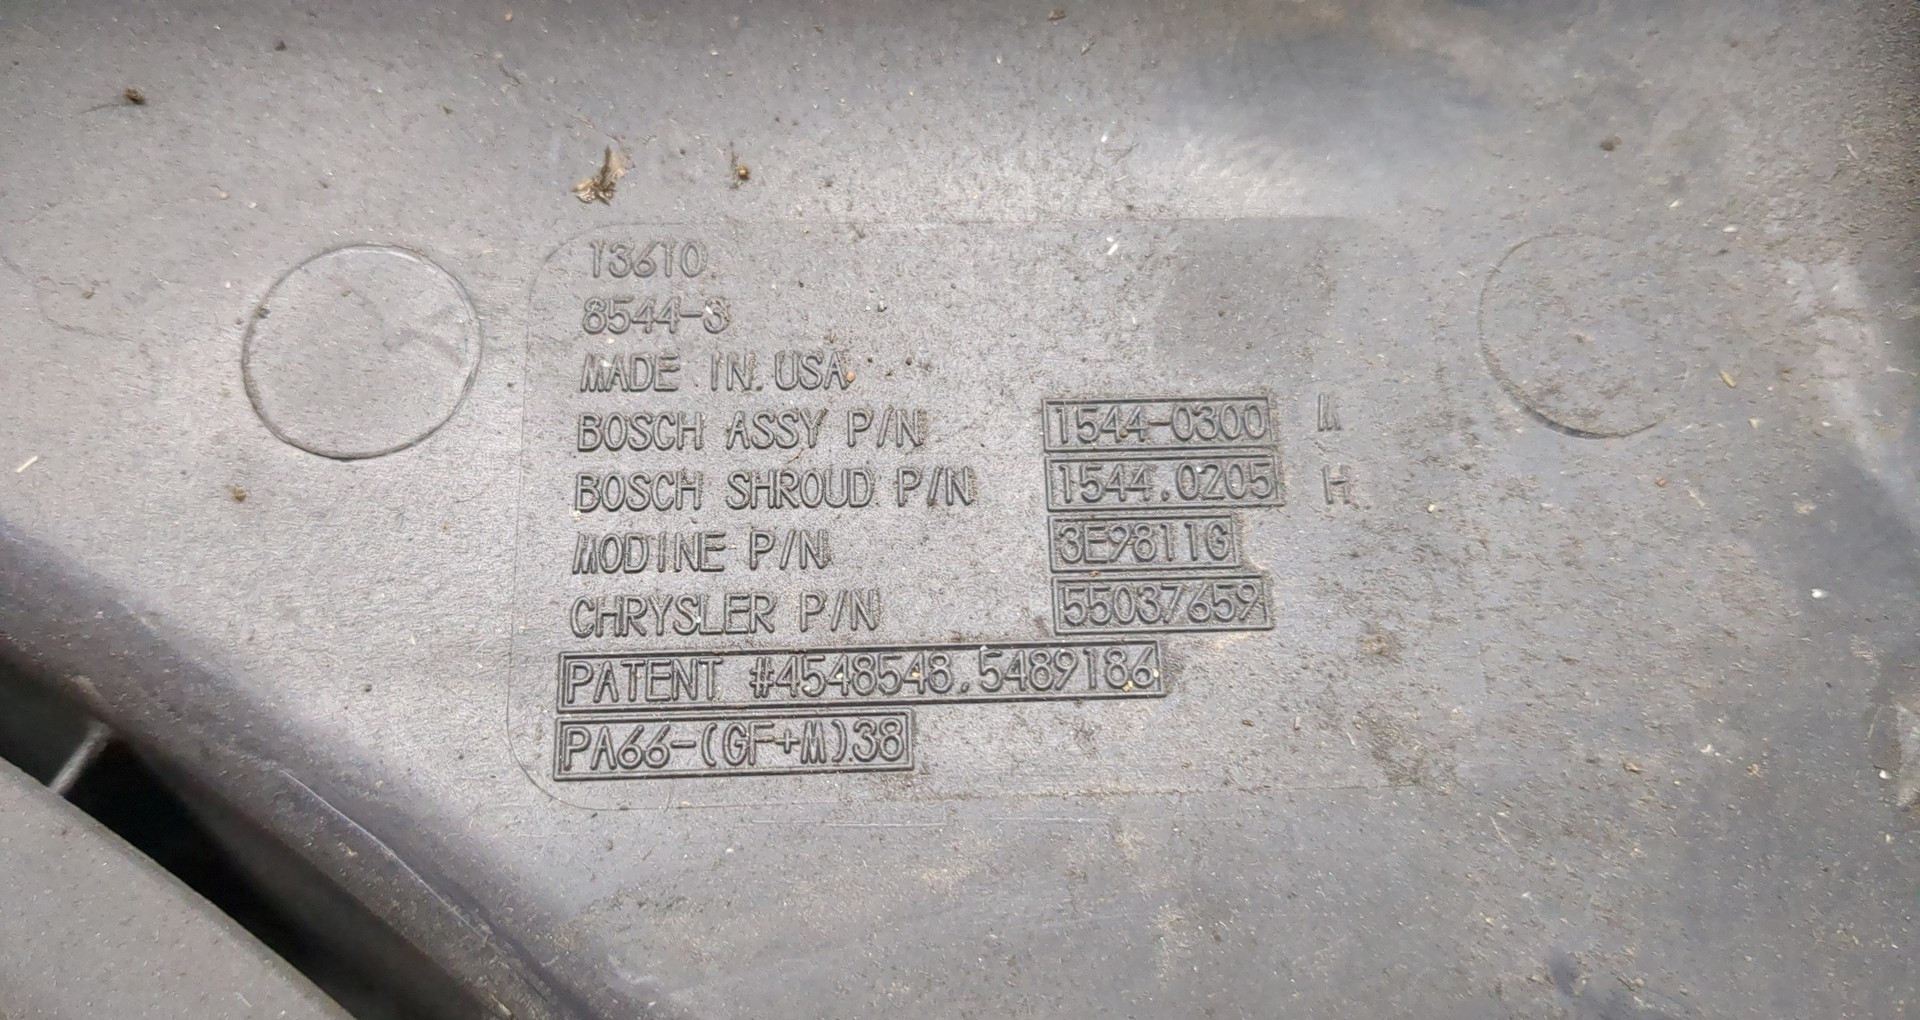 13610
8544-3
MADE IN USA
BOSCH ASSY P/N 1544-0300 M
BOSCH SHROUD P/N 1544.0205 H
MODINE P/N 3E9811G
CHRYSLER P/N 55037659
PATENT #4548548,5489186
PA66-(GF+M)38